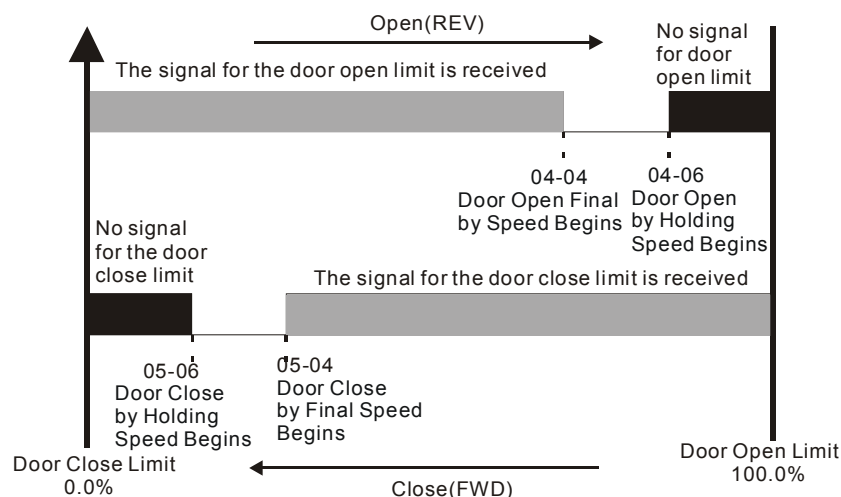 Open(REV)
No signal
for door
open limit
The signal for the door open limit is received
04-04
Door Open Final
by Speed Begins
04-06
Door Open
by Holding
Speed Begins
No signal
for the door
close limit
The signal for the door close limit is received
05-06
Door Close
by Holding
Speed Begins
05-04
Door Close
by Final Speed
Begins
Door Close Limit
0.0%
Close(FWD)
Door Open Limit
100.0%